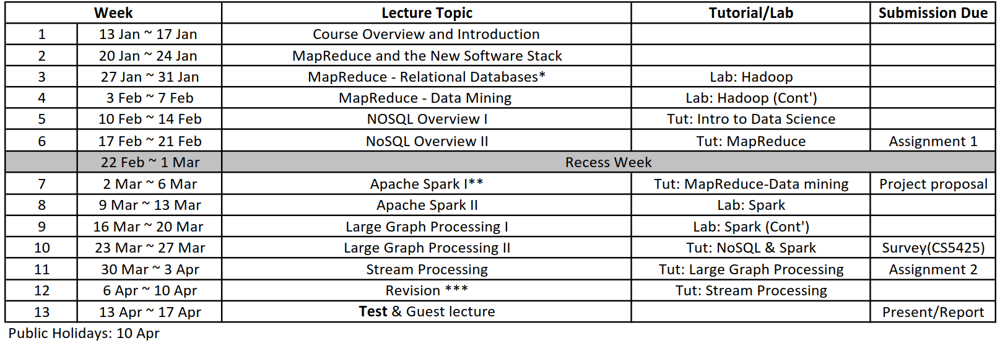 Week Lecture Topic Tutorial/Lab Submission Due
1 13 Jan ~ 17 Jan Course Overview and Introduction
2 20 Jan ~ 24 Jan MapReduce and the New Software Stack
3 27 Jan ~ 31 Jan MapReduce - Relational Databases* Lab: Hadoop
4 3 Feb ~ 7 Feb MapReduce - Data Mining Lab: Hadoop (Cont')
5 10 Feb ~ 14 Feb NOSQL Overview I Tut: Intro to Data Science
6 17 Feb ~ 21 Feb NoSQL Overview II Tut: MapReduce Assignment 1
22 Feb ~ 1 Mar Recess Week
7 2 Mar ~ 6 Mar Apache Spark I** Tut: MapReduce-Data mining Project proposal
8 9 Mar ~ 13 Mar Apache Spark II Lab: Spark
9 16 Mar ~ 20 Mar Large Graph Processing I Lab: Spark (Cont')
10 23 Mar ~ 27 Mar Large Graph Processing II Tut: NoSQL & Spark Survey(CS5425)
11 30 Mar ~ 3 Apr Stream Processing Tut: Large Graph Processing Assignment 2
12 6 Apr ~ 10 Apr Revision *** Tut: Stream Processing
13 13 Apr ~ 17 Apr Test & Guest lecture Present/Report
Public Holidays: 10 Apr